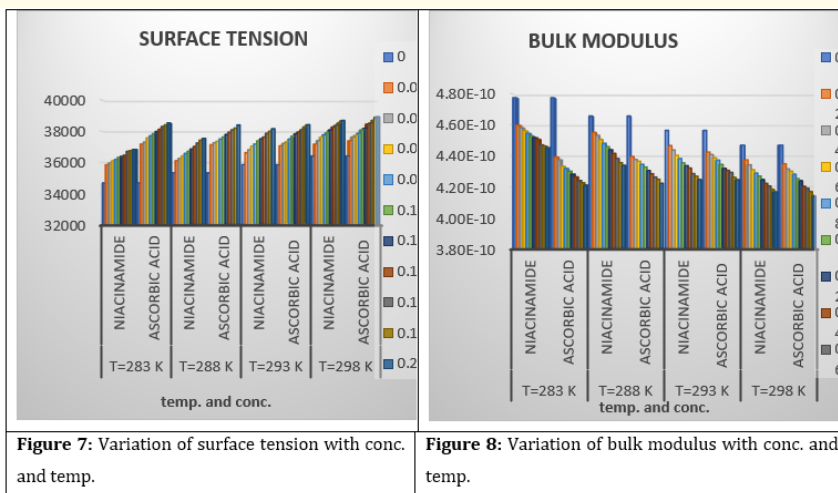 SURFACE TENSION
40000
38000
36000
34000
32000
NIACINAMIDE
ASCORBIC ACID
NIACINAMIDE
ASCORBIC ACID
NIACINAMIDE
ASCORBIC ACID
NIACINAMIDE
ASCORBIC ACID
T=283 K T=288 K T=293 K T=298 K
temp. and conc.
0
0.0
0.0
0.0
0.0
0.1
0.1
0.1
0.1
0.1
0.2
BULK MODULUS
4.80E-10
4.60E-10
4.40E-10
4.20E-10
4.00E-10
3.80E-10
NIACINAMIDE
ASCORBIC ACID
NIACINAMIDE
ASCORBIC ACID
NIACINAMIDE
ASCORBIC ACID
NIACINAMIDE
ASCORBIC ACID
T=283 K T=288 K T=293 K T=298 K
temp. and conc.
Figure 7: Variation of surface tension with conc.
and temp.
Figure 8: Variation of bulk modulus with conc. and
temp.